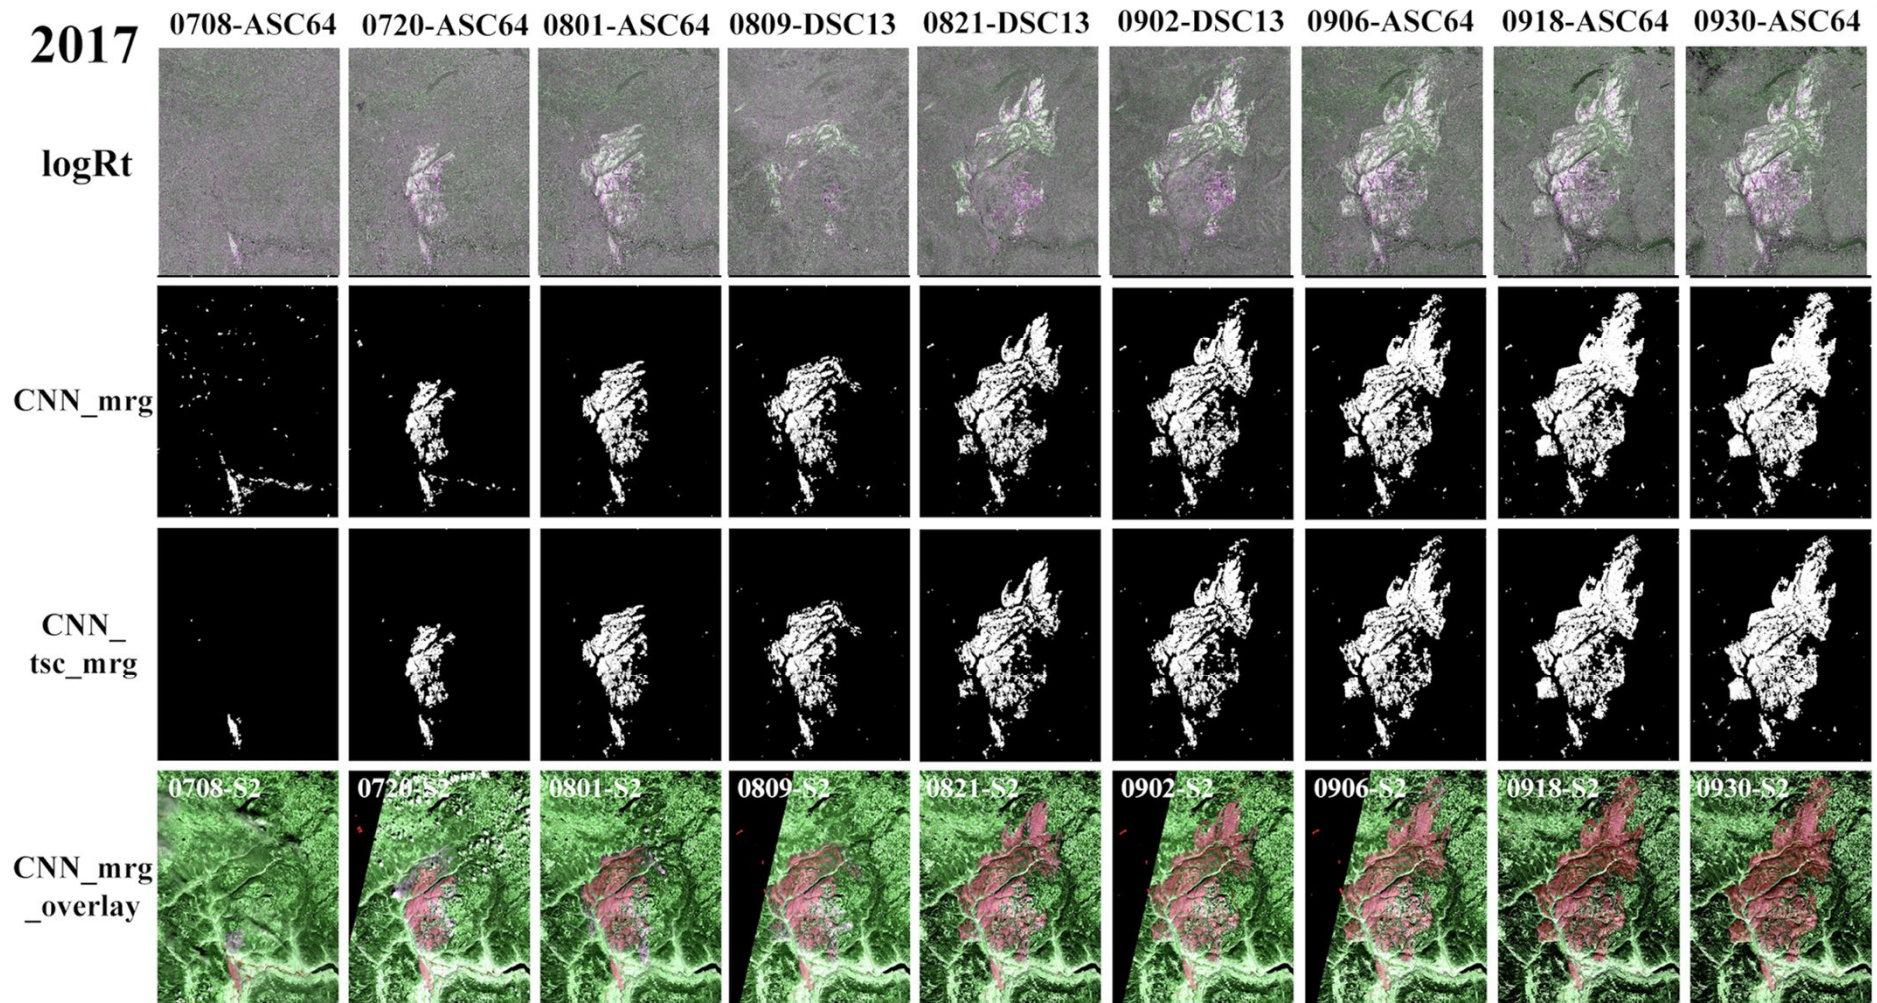 2017
0708-ASC64 0720-ASC64 0801-ASC64 0809-DSC13 0821-DSC13 0902-DSC13 0906-ASC64 0918-ASC64 0930-ASC64
logRt
CNN_mrg
CNN_
tsc_mrg
0708-S2 0720-S2 0801-S2 0809-S2 0821-S2 0902-S2 0906-S2 0918-S2 0930-S2
CNN_mrg
_overlay